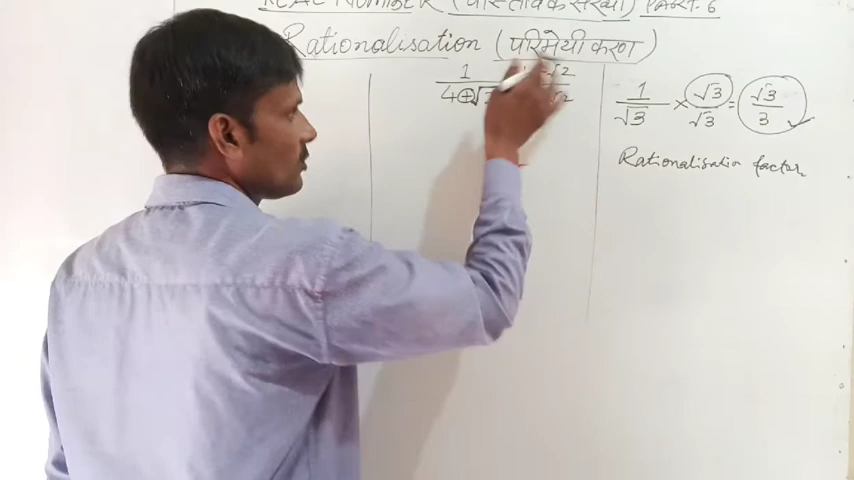 REAL NUMBER (वास्तविक संख्या) PART-6
Rationalisation (परिमेयीकरण)
1 √2
4 + √ √2
1/√3 × √3/√3 = √3/3
Rationalisation factor